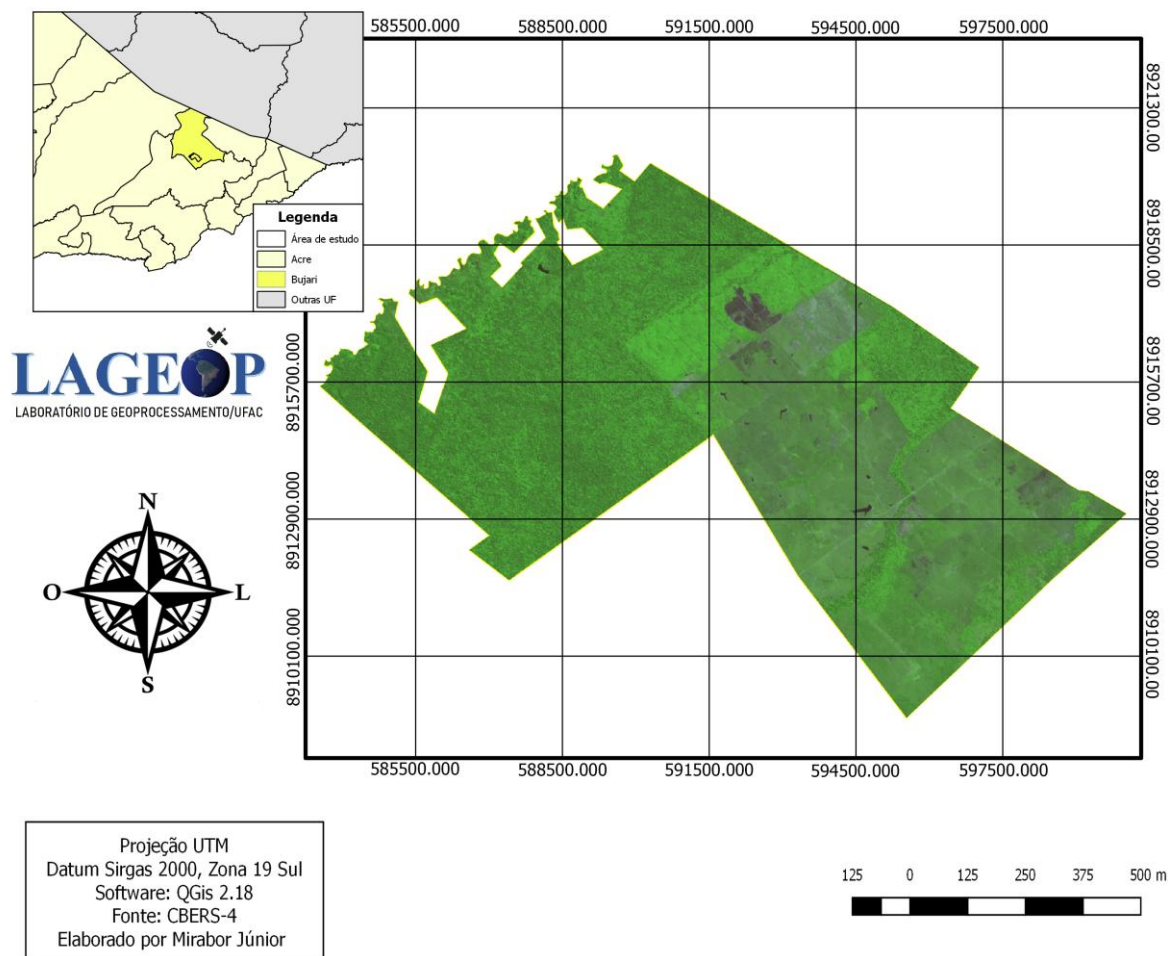 585500.000 588500.000 591500.000 594500.000 597500.000
8921300.00
8918500.00
8915700.00
8912900.000
8910100.00
Legenda
Área de estudo
Acre
Bujari
Outras UF
LAGEOP
LABORATÓRIO DE GEOPROCESSAMENTO/UFAC
8915700.000
8912900.000
8910100.000
N
O
L
S
585500.000 588500.000 591500.000 594500.000 597500.000
Projeção UTM
Datum Sirgas 2000, Zona 19 Sul
Software: QGis 2.18
Fonte: CBERS-4
Elaborado por Mirabor Júnior
125 0 125 250 375 500 m